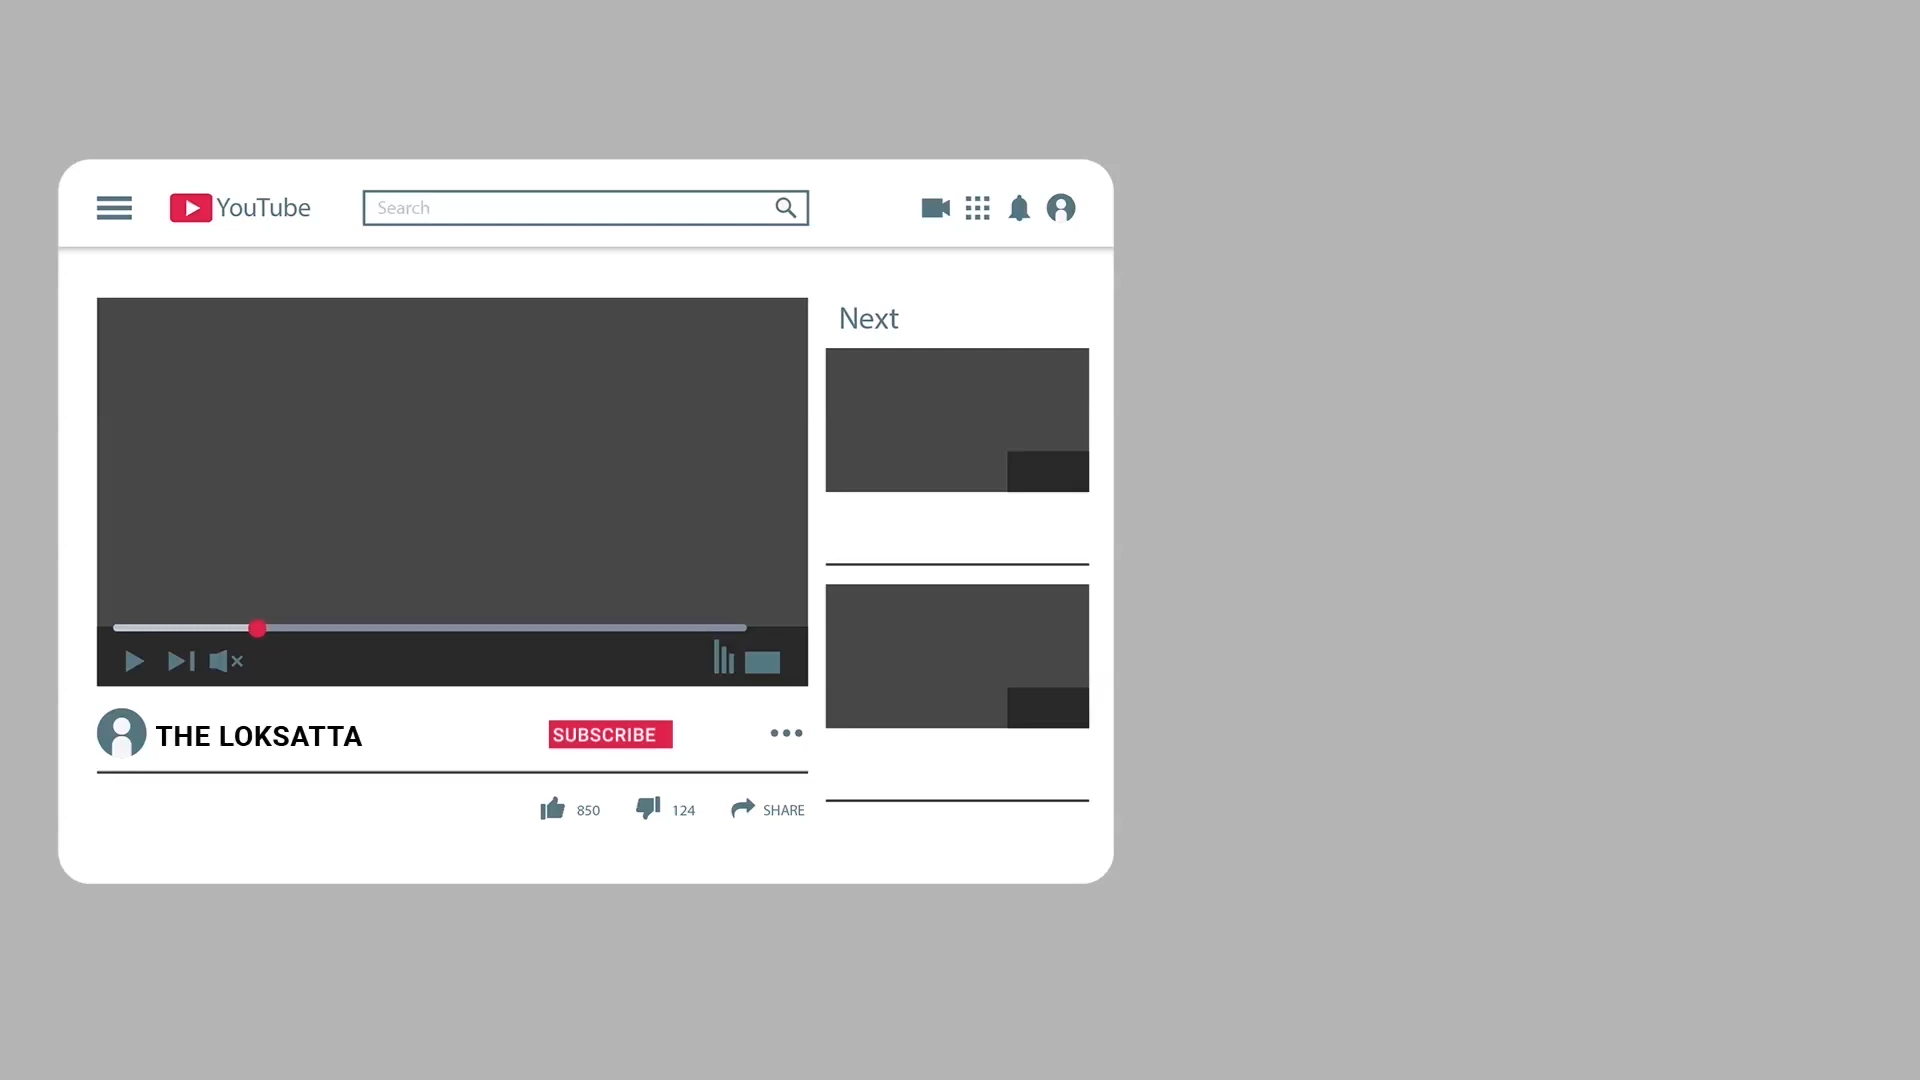 YouTube
Search
Next
THE LOKSATTA
SUBSCRIBE
850
124
SHARE